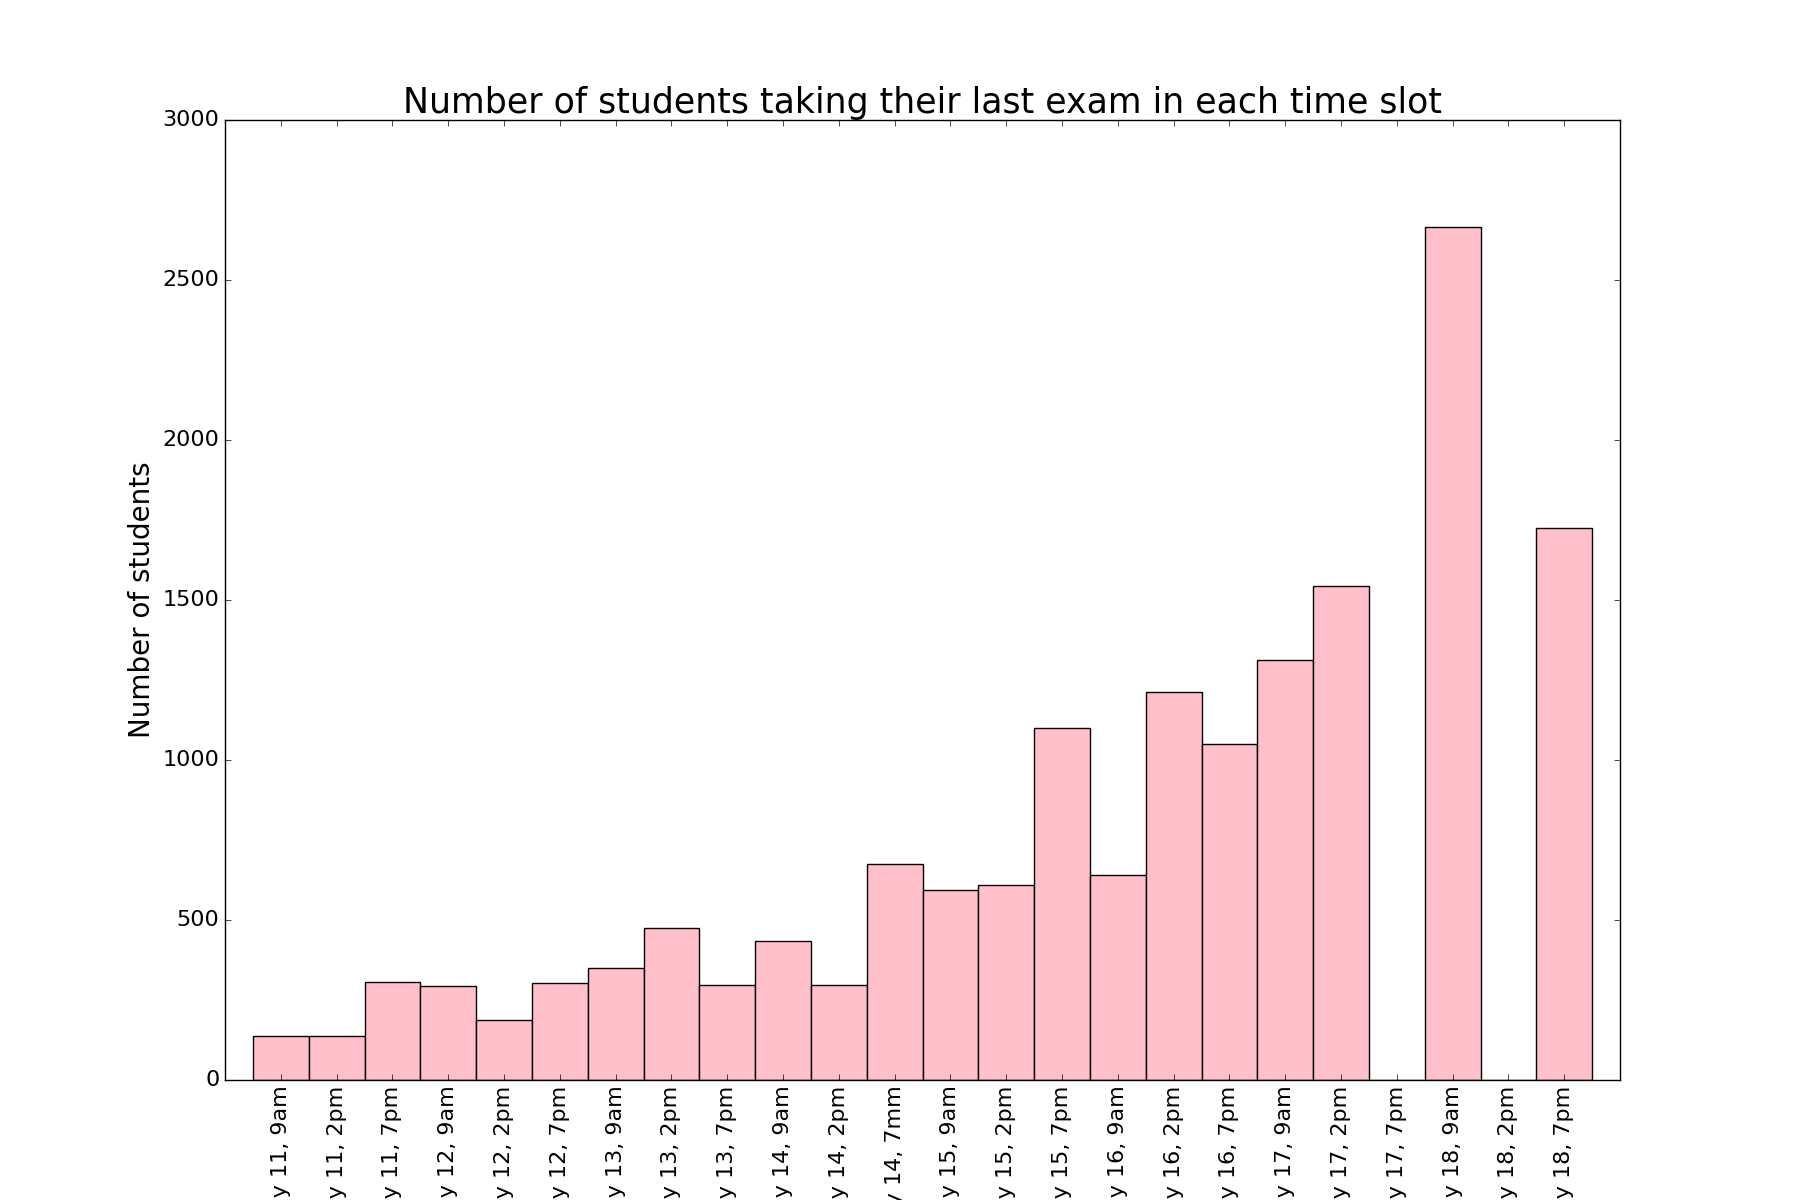 Number of students taking their last exam in each time slot
3000
2500
2000
1500
1000
500
0
Number of students
y 11, 9am
y 11, 2pm
y 11, 7pm
y 12, 9am
y 12, 2pm
y 12, 7pm
y 13, 9am
y 13, 2pm
y 13, 7pm
y 14, 9am
y 14, 2pm
y 14, 7mm
y 15, 9am
y 15, 2pm
y 15, 7pm
y 16, 9am
y 16, 2pm
y 16, 7pm
y 17, 9am
y 17, 2pm
y 17, 7pm
y 18, 9am
y 18, 2pm
y 18, 7pm